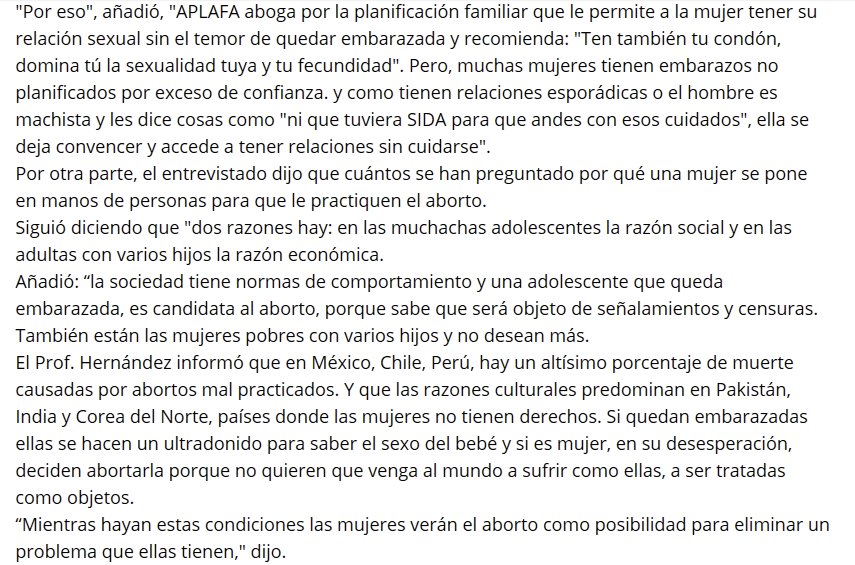 "Por eso", añadió, "APLAFA aboga por la planificación familiar que le permite a la mujer tener su
relación sexual sin el temor de quedar embarazada y recomienda: "Ten también tu condón,
domina tú la sexualidad tuya y tu fecundidad". Pero, muchas mujeres tienen embarazos no
planificados por exceso de confianza. y como tienen relaciones esporádicas o el hombre es
machista y les dice cosas como "ni que tuviera SIDA para que andes con esos cuidados", ella se
deja convencer y accede a tener relaciones sin cuidarse".
Por otra parte, el entrevistado dijo que cuántos se han preguntado por qué una mujer se pone
en manos de personas para que le practiquen el aborto.
Siguió diciendo que "dos razones hay: en las muchachas adolescentes la razón social y en las
adultas con varios hijos la razón económica.
Añadió: “la sociedad tiene normas de comportamiento y una adolescente que queda
embarazada, es candidata al aborto, porque sabe que será objeto de señalamientos y censuras.
También están las mujeres pobres con varios hijos y no desean más.
El Prof. Hernández informó que en México, Chile, Perú, hay un altísimo porcentaje de muerte
causadas por abortos mal practicados. Y que las razones culturales predominan en Pakistán,
India y Corea del Norte, países donde las mujeres no tienen derechos. Si quedan embarazadas
ellas se hacen un ultradonido para saber el sexo del bebé y si es mujer, en su desesperación,
deciden abortarla porque no quieren que venga al mundo a sufrir como ellas, a ser tratadas
como objetos.
“Mientras hayan estas condiciones las mujeres verán el aborto como posibilidad para eliminar un
problema que ellas tienen," dijo.